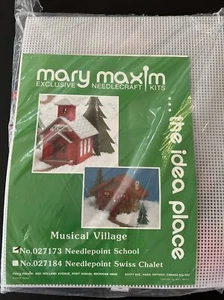 mary maxim
EXCLUSIVE NEEDLECRAFT KITS
... the idea place
Musical Village
No.027173 Needlepoint School
No.027184 Needlepoint Swiss Chalet